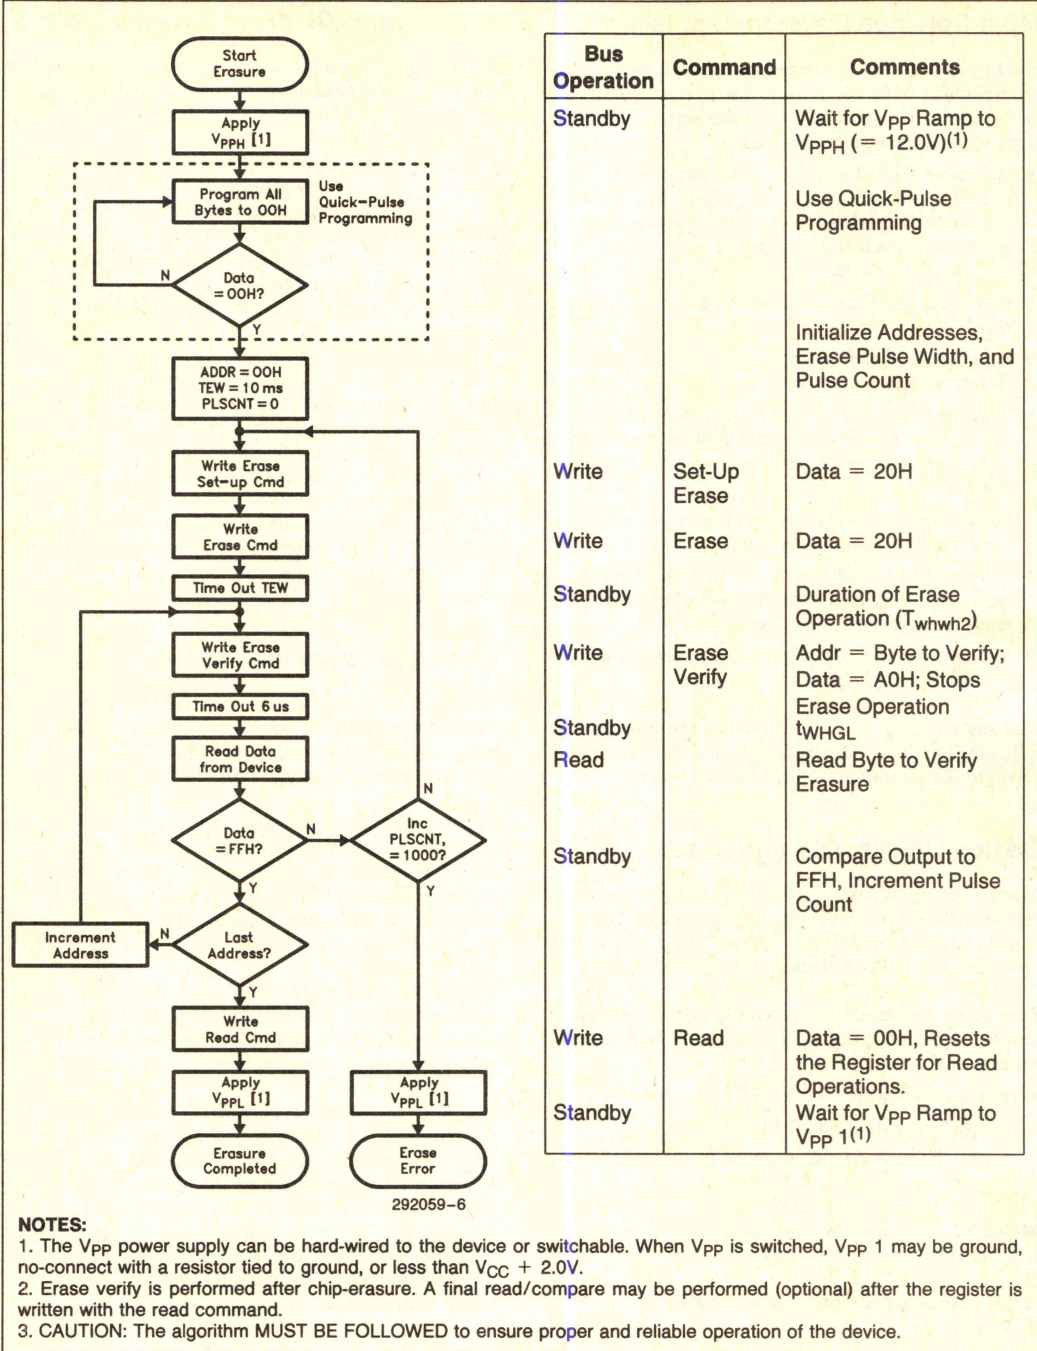 Start
Erasure
Apply
VPPH [1]
Program All
Bytes to 00H
Use
Quick-Pulse
Programming
N
Data
=00H?
Y
ADDR = 00H
TEW = 10 ms
PLSCNT = 0
Write Erase
Set-up Cmd
Write
Erase Cmd
Time Out TEW
Write Erase
Verify Cmd
Time Out 6 us
Read Data
from Device
N
Data
=FFH?
N
Inc
PLSCNT,
=1000?
Y
Y
Increment
Address
N
Last
Address?
Y
Write
Read Cmd
Apply
VPPL [1]
Apply
VPPL [1]
Erasure
Completed
Erase
Error
292059-6
Bus
Operation
Command
Comments
Standby
Wait for VPP Ramp to
VPPH (= 12.0V)(1)
Use Quick-Pulse
Programming
Initialize Addresses,
Erase Pulse Width, and
Pulse Count
Write
Set-Up
Erase
Data = 20H
Write
Erase
Data = 20H
Standby
Duration of Erase
Operation (Twhwh2)
Write
Erase
Verify
Addr = Byte to Verify;
Data = A0H; Stops
Erase Operation
Standby
tWHGL
Read
Read Byte to Verify
Erasure
Standby
Compare Output to
FFH, Increment Pulse
Count
Write
Read
Data = 00H, Resets
the Register for Read
Operations.
Standby
Wait for VPP Ramp to
VPP 1(1)
NOTES:
1. The VPP power supply can be hard-wired to the device or switchable. When VPP is switched, VPP 1 may be ground,
no-connect with a resistor tied to ground, or less than VCC + 2.0V.
2. Erase verify is performed after chip-erasure. A final read/compare may be performed (optional) after the register is
written with the read command.
3. CAUTION: The algorithm MUST BE FOLLOWED to ensure proper and reliable operation of the device.